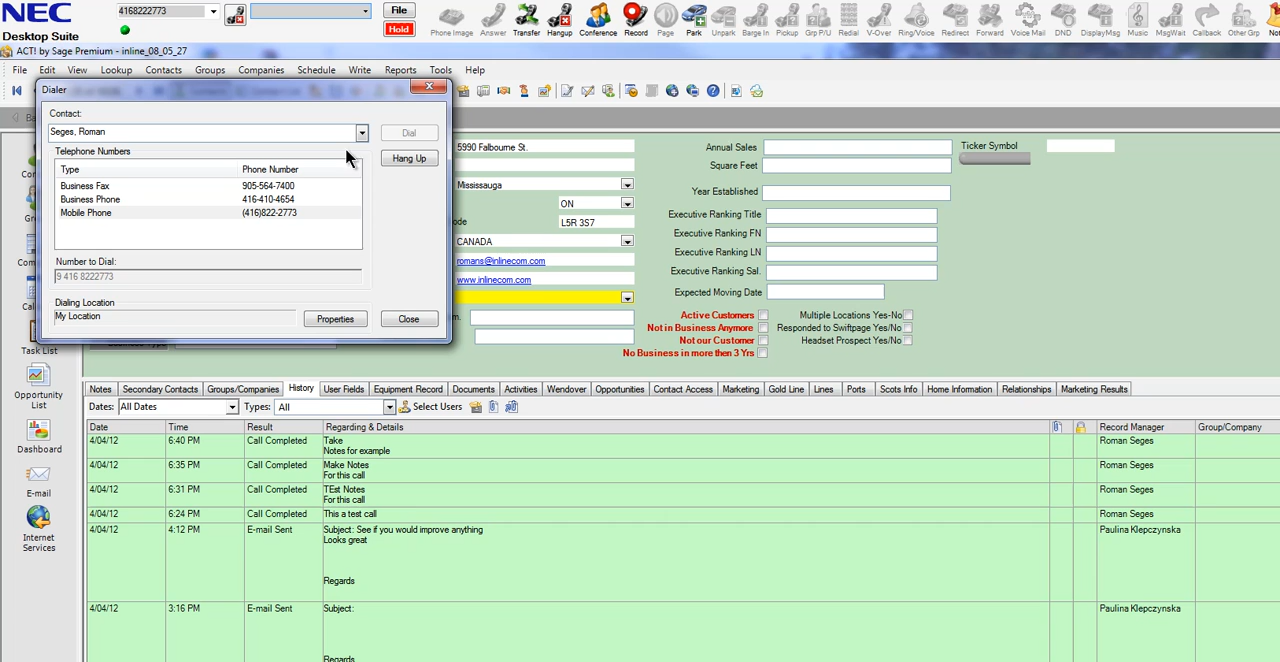 NEC
Desktop Suite
4168222773
File
Hold
Phone Image Answer Transfer Hangup Conference Record Page Park Unpark Barge In Pickup Grp P/U Redial V-Over Ring/Voice Redirect Forward Voice Mail DND DisplayMsg Music MsgWait Callback Other Grp
ACT! by Sage Premium - inline_08_05_27
File Edit View Lookup Contacts Groups Companies Schedule Write Reports Tools Help
Dialer
Contact:
Seges, Roman
Dial
Telephone Numbers
Hang Up
Type Phone Number
Business Fax 905-564-7400
Business Phone 416-410-4654
Mobile Phone (416)822-2773
Number to Dial:
9 416 8222773
Dialing Location
My Location
Properties
Close
5990 Falbourne St.
Mississauga
ON
L5R 3S7
CANADA
romans@inlinecom.com
www.inlinecom.com
Annual Sales
Square Feet
Year Established
Executive Ranking Title
Executive Ranking FN
Executive Ranking LN
Executive Ranking Sal.
Expected Moving Date
Ticker Symbol
Active Customers
Not in Business Anymore
Not our Customer
No Business in more then 3 Yrs
Multiple Locations Yes-No
Responded to Swiftpage Yes/No
Headset Prospect Yes/No
Task List
Opportunity
List
Dashboard
E-mail
Internet
Services
Notes Secondary Contacts Groups/Companies History User Fields Equipment Record Documents Activities Wendover Opportunities Contact Access Marketing Gold Line Lines Ports Scots Info Home Information Relationships Marketing Results
Dates: All Dates Types: All Select Users
Date Time Result Regarding & Details Record Manager Group/Company
4/04/12 6:40 PM Call Completed Take Roman Seges
Notes for example
4/04/12 6:35 PM Call Completed Make Notes Roman Seges
For this call
4/04/12 6:31 PM Call Completed TEst Notes Roman Seges
For this call
4/04/12 6:24 PM Call Completed This a test call Roman Seges
4/04/12 4:12 PM E-mail Sent Subject: See if you would improve anything Paulina Klepczynska
Looks great
Regards
4/04/12 3:16 PM E-mail Sent Subject: Paulina Klepczynska
Regards